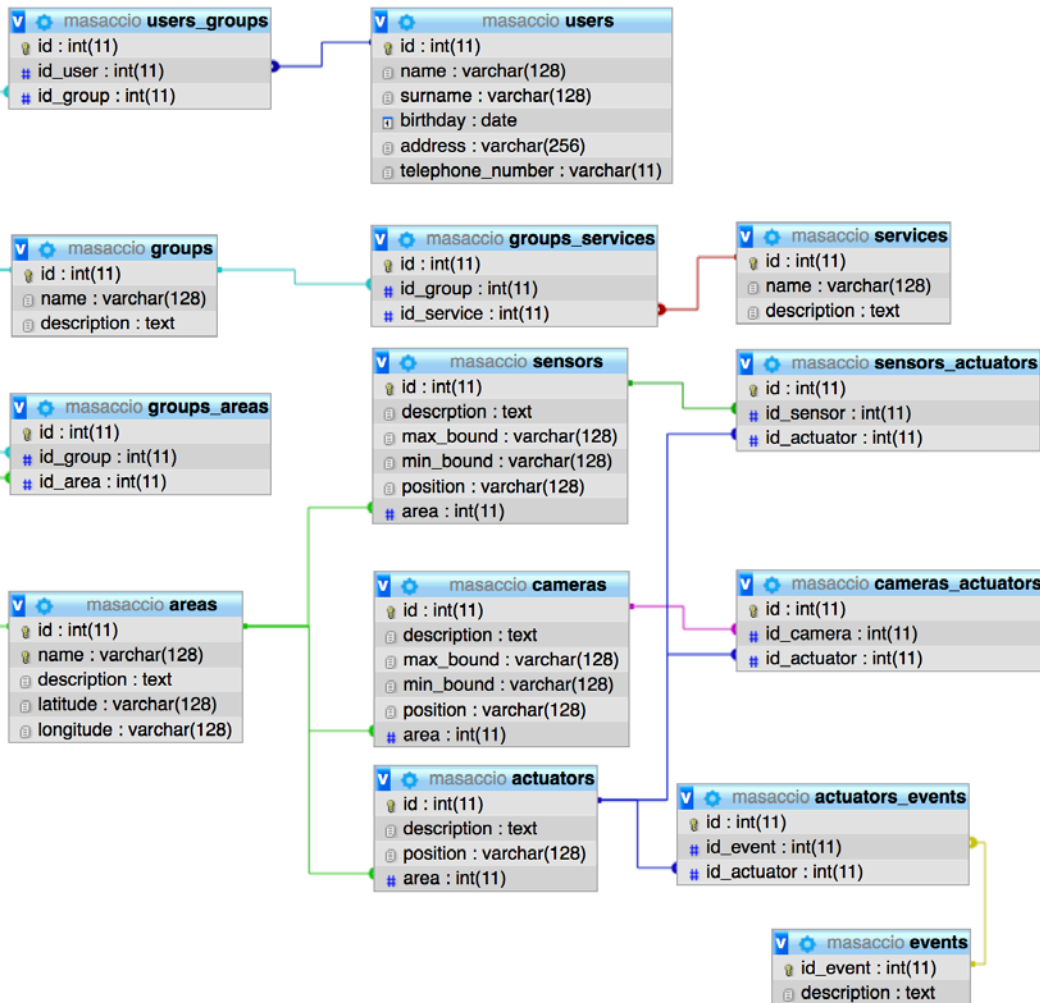 masaccio users_groups
id : int(11)
id_user : int(11)
id_group : int(11)
masaccio users
id : int(11)
name : varchar(128)
surname : varchar(128)
birthday : date
address : varchar(256)
telephone_number : varchar(11)
masaccio groups
id : int(11)
name : varchar(128)
description : text
masaccio groups_services
id : int(11)
id_group : int(11)
id_service : int(11)
masaccio services
id : int(11)
name : varchar(128)
description : text
masaccio groups_areas
id : int(11)
id_group : int(11)
id_area : int(11)
masaccio sensors
id : int(11)
descrption : text
max_bound : varchar(128)
min_bound : varchar(128)
position : varchar(128)
area : int(11)
masaccio sensors_actuators
id : int(11)
id_sensor : int(11)
id_actuator : int(11)
masaccio areas
id : int(11)
name : varchar(128)
description : text
latitude : varchar(128)
longitude : varchar(128)
masaccio cameras
id : int(11)
description : text
max_bound : varchar(128)
min_bound : varchar(128)
position : varchar(128)
area : int(11)
masaccio cameras_actuators
id : int(11)
id_camera : int(11)
id_actuator : int(11)
masaccio actuators
id : int(11)
description : text
position : varchar(128)
area : int(11)
masaccio actuators_events
id : int(11)
id_event : int(11)
id_actuator : int(11)
masaccio events
id_event : int(11)
description : text